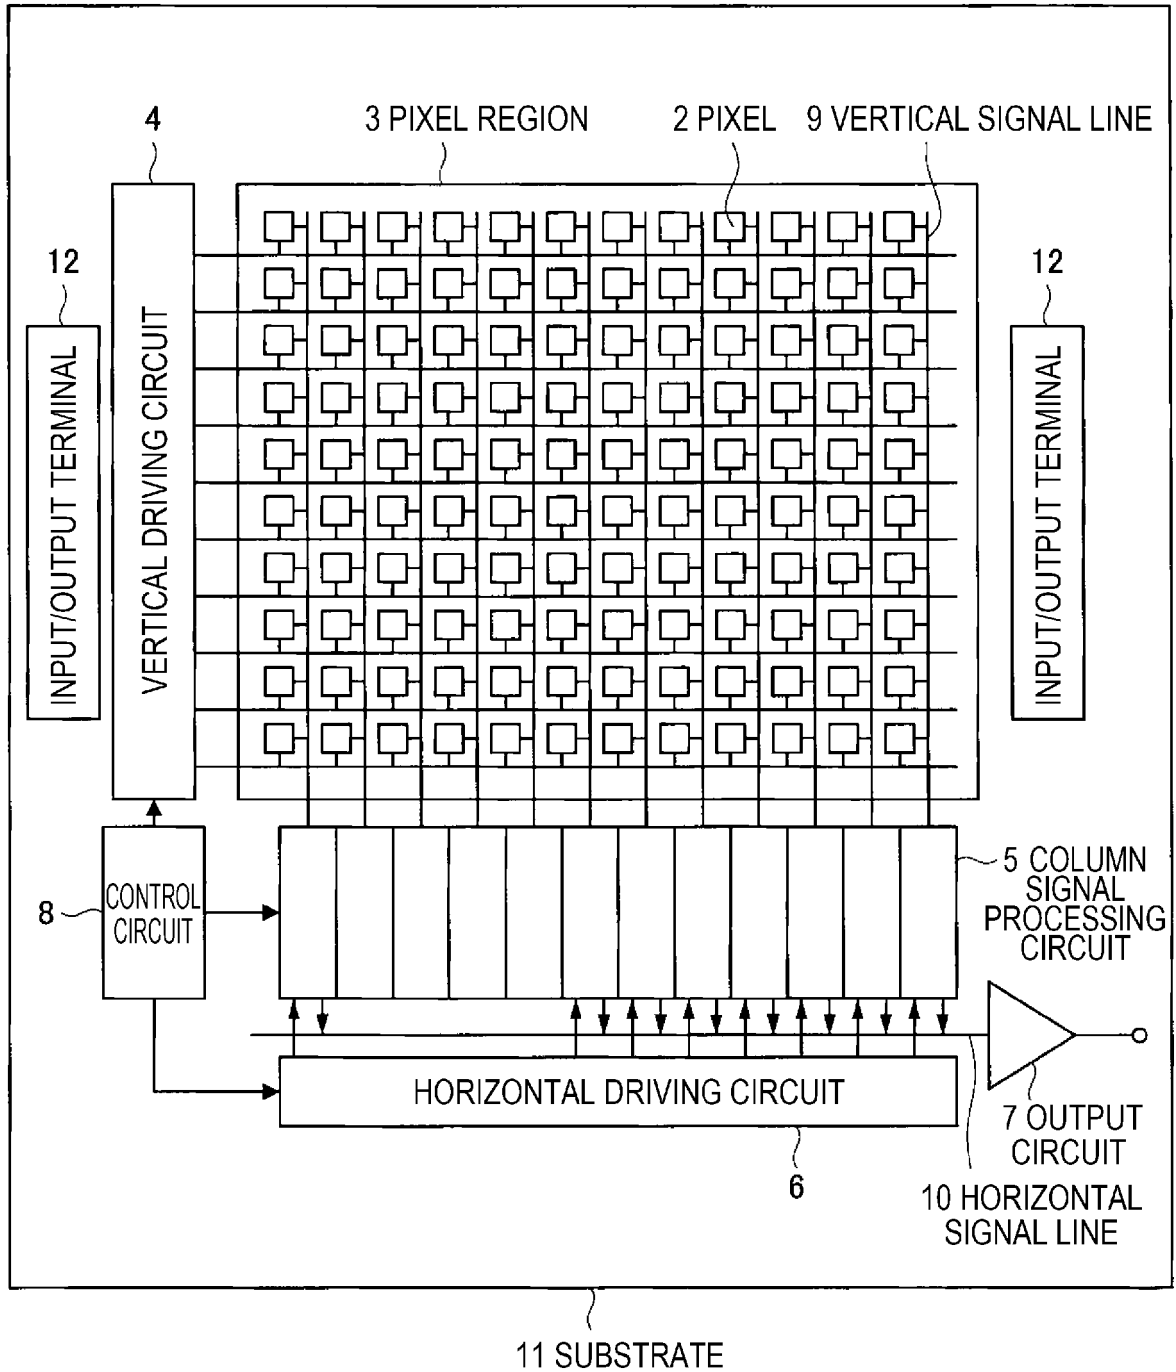 4
3 PIXEL REGION
2 PIXEL
9 VERTICAL SIGNAL LINE
12
12
INPUT/OUTPUT TERMINAL
VERTICAL DRIVING CIRCUIT
INPUT/OUTPUT TERMINAL
8
CONTROL
CIRCUIT
5 COLUMN
SIGNAL
PROCESSING
CIRCUIT
HORIZONTAL DRIVING CIRCUIT
7 OUTPUT
CIRCUIT
6
10 HORIZONTAL
SIGNAL LINE
11 SUBSTRATE